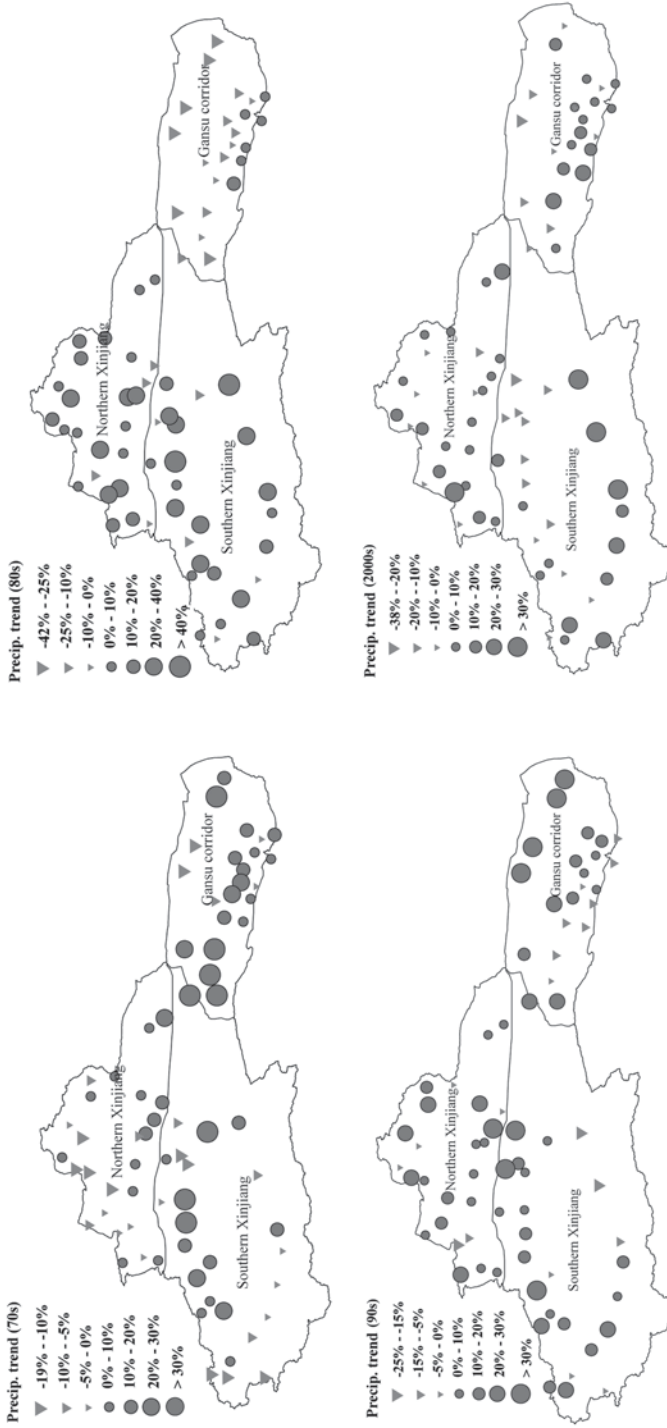 Precip. trend (70s)
-19% - -10%
-10% - -5%
-5% - 0%
0% - 10%
10% - 20%
20% - 30%
> 30%
Northern Xinjiang
Gansu corridor
Southern Xinjiang
Precip. trend (80s)
-42% - -25%
-25% - -10%
-10% - 0%
0% - 10%
10% - 20%
20% - 40%
> 40%
Northern Xinjiang
Gansu corridor
Southern Xinjiang
Precip. trend (90s)
-25% - -15%
-15% - -5%
-5% - 0%
0% - 10%
10% - 20%
20% - 30%
> 30%
Northern Xinjiang
Gansu corridor
Southern Xinjiang
Precip. trend (2000s)
-38% - -20%
-20% - -10%
-10% - 0%
0% - 10%
10% - 20%
20% - 30%
> 30%
Northern Xinjiang
Gansu corridor
Southern Xinjiang